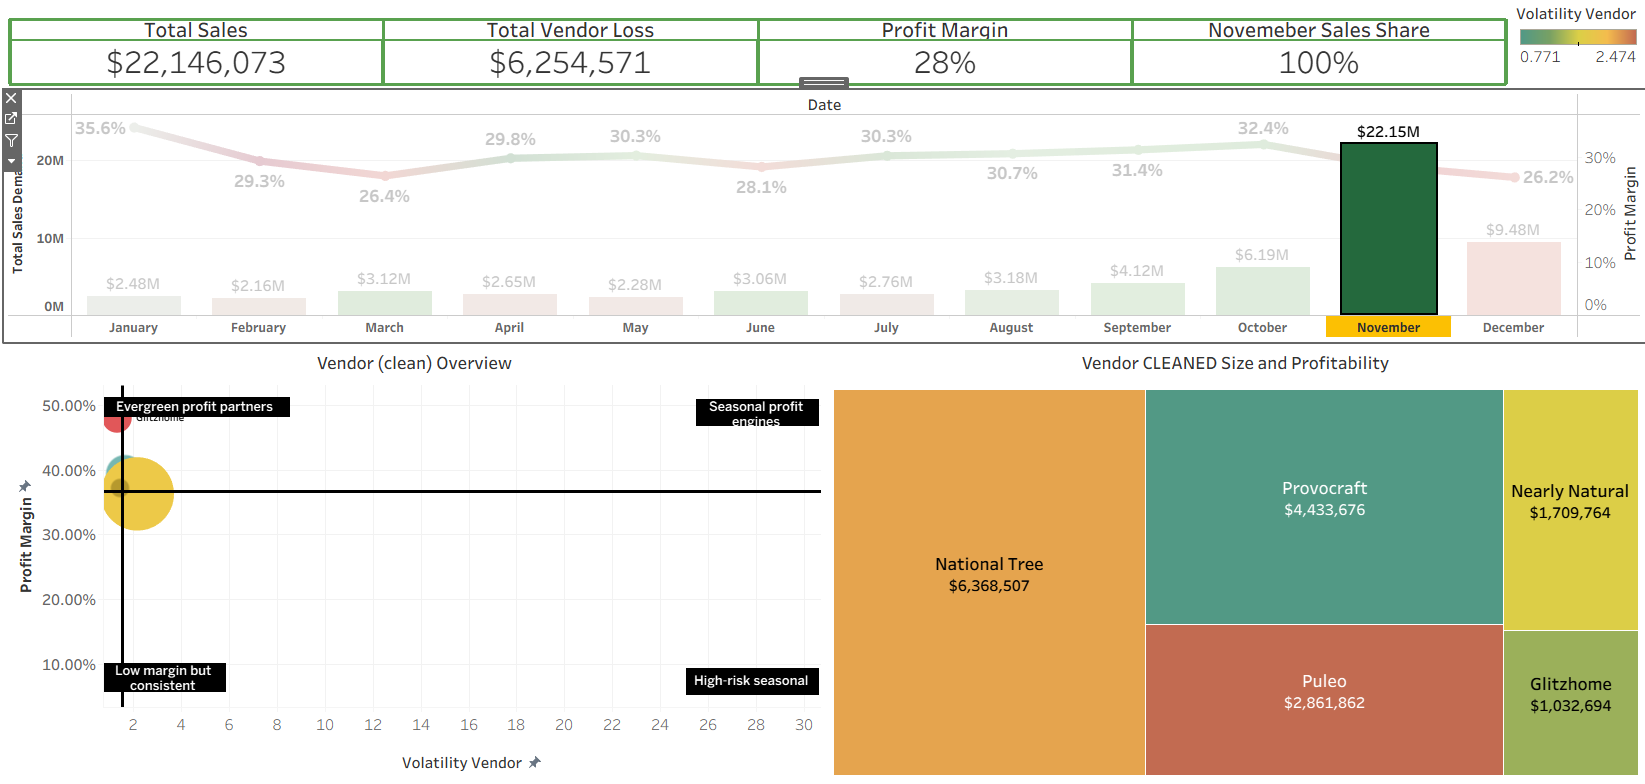 Total Sales
Total Vendor Loss
Profit Margin
Novemeber Sales Share
$22,146,073
$6,254,571
28%
100%
Volatility Vendor
0.771
2.474
Date
Total Sales Dema
20M
10M
0M
35.6%
29.3%
26.4%
29.8%
30.3%
28.1%
30.3%
30.7%
31.4%
32.4%
26.2%
$2.48M
$2.16M
$3.12M
$2.65M
$2.28M
$3.06M
$2.76M
$3.18M
$4.12M
$6.19M
$22.15M
$9.48M
30%
20%
10%
0%
Profit Margin
January
February
March
April
May
June
July
August
September
October
November
December
Vendor (clean) Overview
Profit Margin
50.00%
40.00%
30.00%
20.00%
10.00%
Evergreen profit partners
Glitzhome
Seasonal profit
engines
Low margin but
consistent
High-risk seasonal
2
4
6
8
10
12
14
16
18
20
22
24
26
28
30
Volatility Vendor
Vendor CLEANED Size and Profitability
National Tree
$6,368,507
Provocraft
$4,433,676
Puleo
$2,861,862
Nearly Natural
$1,709,764
Glitzhome
$1,032,694